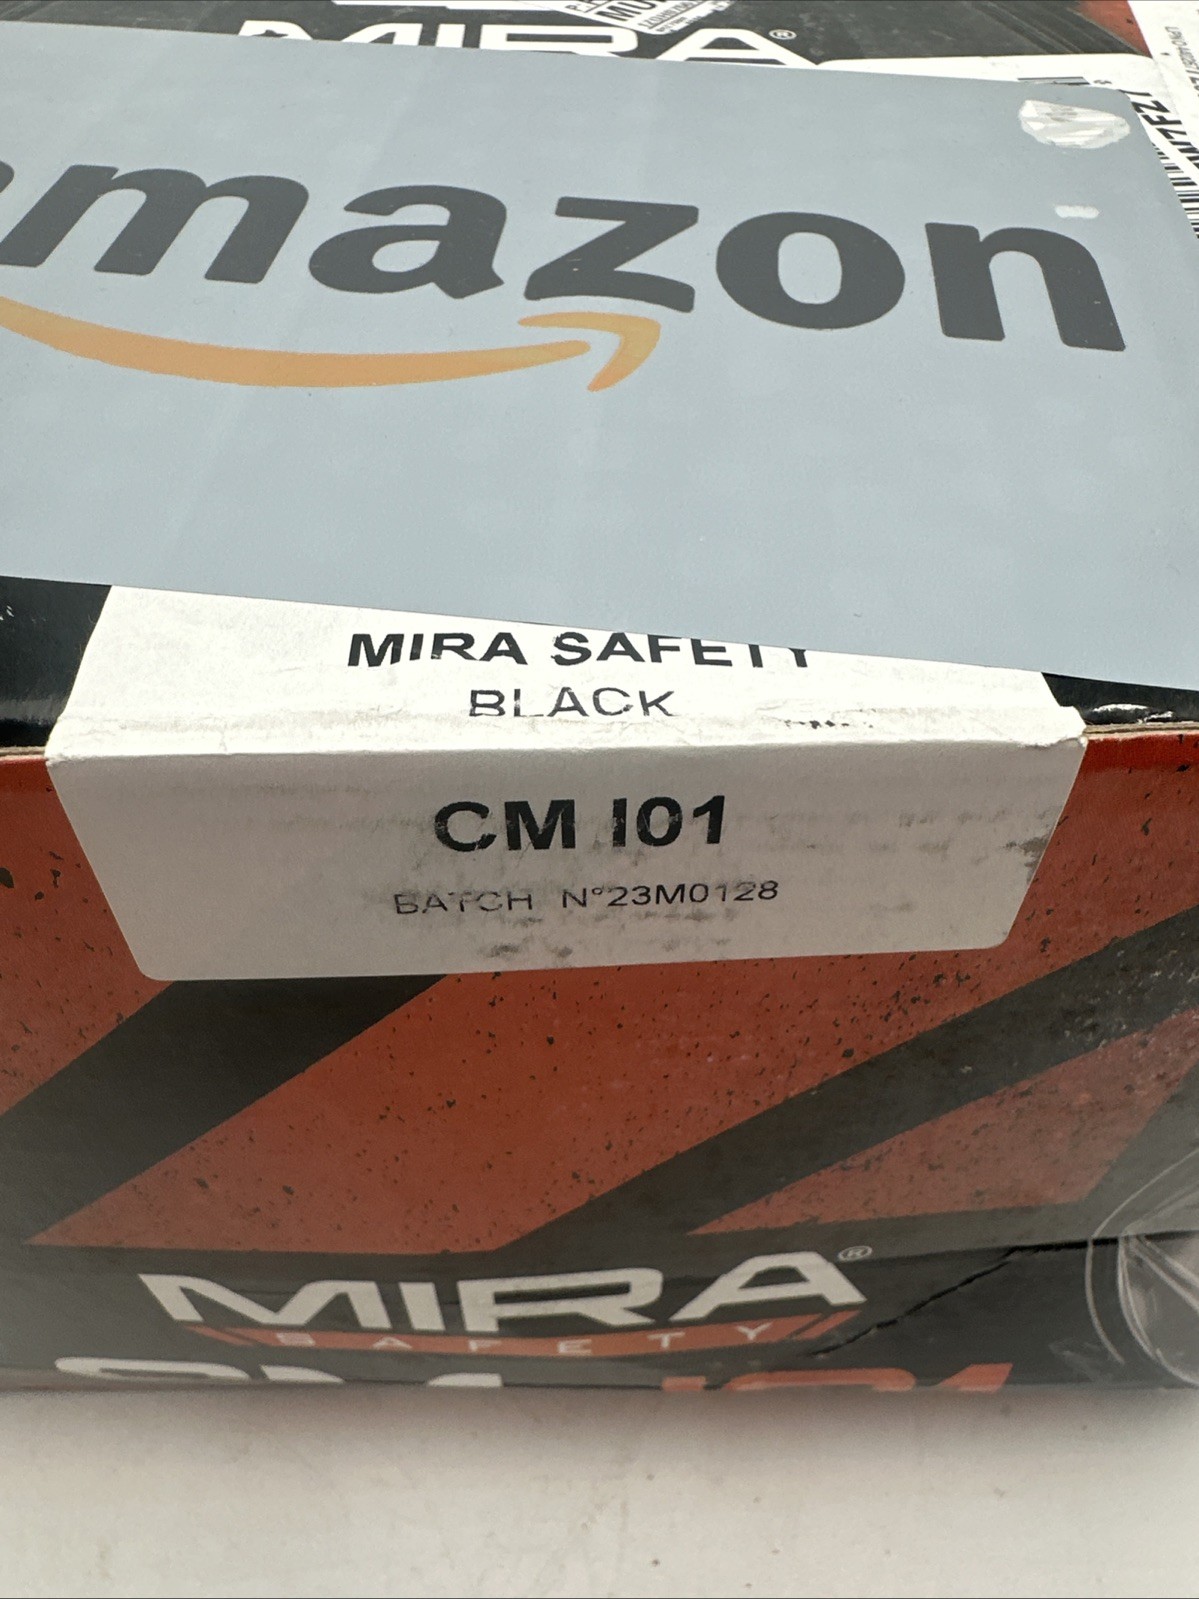 MIRA®
amazon
MIRA SAFETY
BLACK
CM I01
BATCH N°23M0128
MIRA®
SAFETY